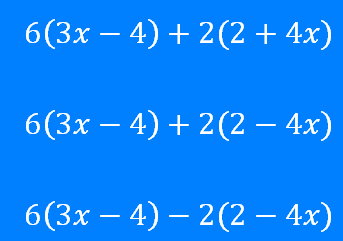 6(3x − 4) + 2(2 + 4x)
6(3x − 4) + 2(2 − 4x)
6(3x − 4) − 2(2 − 4x)